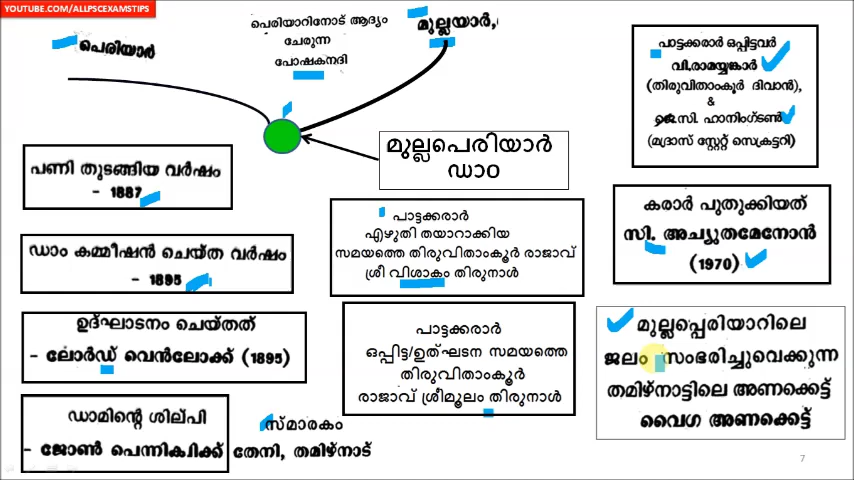 YOUTUBE.COM/ALLPSCEXAMSTIPS
പെരിയാർ
പെരിയാറിനോട് ആദ്യം
ചേരുന്ന
പോഷകനദി
മുല്ലയാർ,
പാട്ടക്കരാർ ഒപ്പിട്ടവർ
വി.രാമയ്യങ്കാർ
(തിരുവിതാംകൂർ ദിവാൻ),
&
ജെ.സി. ഹാനിംഗ്ടൺ
(മദ്രാസ് സ്റ്റേറ്റ് സെക്രട്ടറി)
മുല്ലപെരിയാർ
ഡാം
പണി തുടങ്ങിയ വർഷം
- 1887
പാട്ടക്കരാർ
എഴുതി തയാറാക്കിയ
സമയത്തെ തിരുവിതാംകൂർ രാജാവ്
ശ്രീ വിശാകം തിരുനാൾ
കരാർ പുതുക്കിയത്
സി. അച്യുതമേനോൻ
(1970)
ഡാം കമ്മീഷൻ ചെയ്ത വർഷം
- 1895
ഉദ്ഘാടനം ചെയ്തത്
- ലോർഡ് വെൻലോക്ക് (1895)
പാട്ടക്കരാർ
ഒപ്പിട്ട/ഉത്ഘടന സമയത്തെ
തിരുവിതാംകൂർ
രാജാവ് ശ്രീമൂലം തിരുനാൾ
മുല്ലപ്പെരിയാറിലെ
ജലം സംഭരിച്ചുവെക്കുന്ന
തമിഴ്നാട്ടിലെ അണക്കെട്ട്
വൈഗ അണക്കെട്ട്
ഡാമിന്റെ ശില്പി
- ജോൺ പെന്നിക്വിക്ക്
സ്മാരകം
തേനി, തമിഴ്നാട്
7